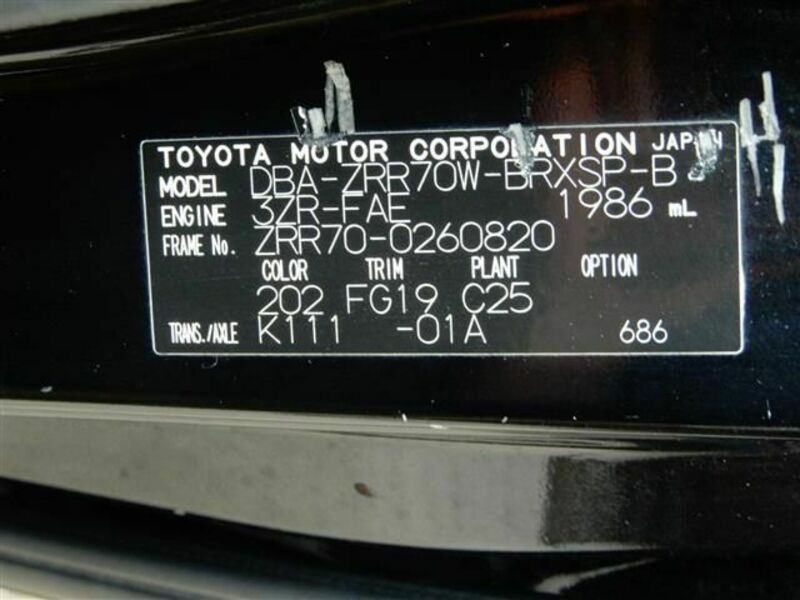 TOYOTA MOTOR CORPORATION JAPAN
MODEL DBA-ZRR70W-BRXSP-B
ENGINE 3ZR-FAE 1986 mL
FRAME No. ZRR70-0260820
COLOR TRIM PLANT OPTION
202 FG19 C25
TRANS./AXLE K111 -01A 686